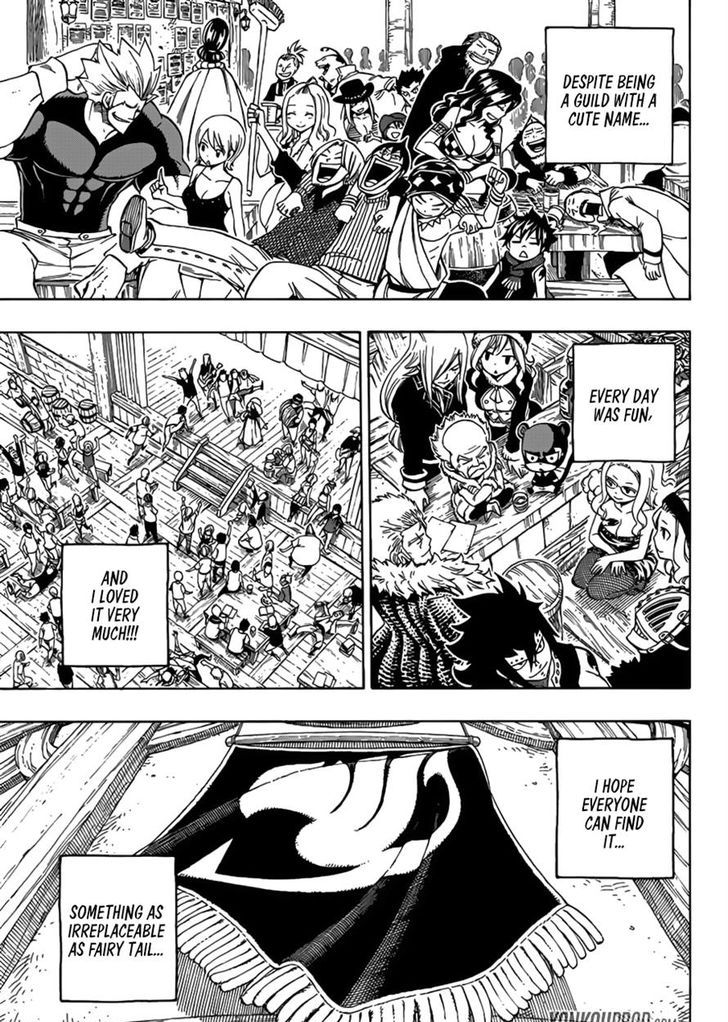 DESPITE BEING
A GUILD WITH A
CUTE NAME...
EVERY DAY
WAS FUN,
AND
I LOVED
IT VERY
MUCH!!!
I HOPE
EVERYONE
CAN FIND
IT...
SOMETHING AS
IRREPLACEABLE
AS FAIRY TAIL...